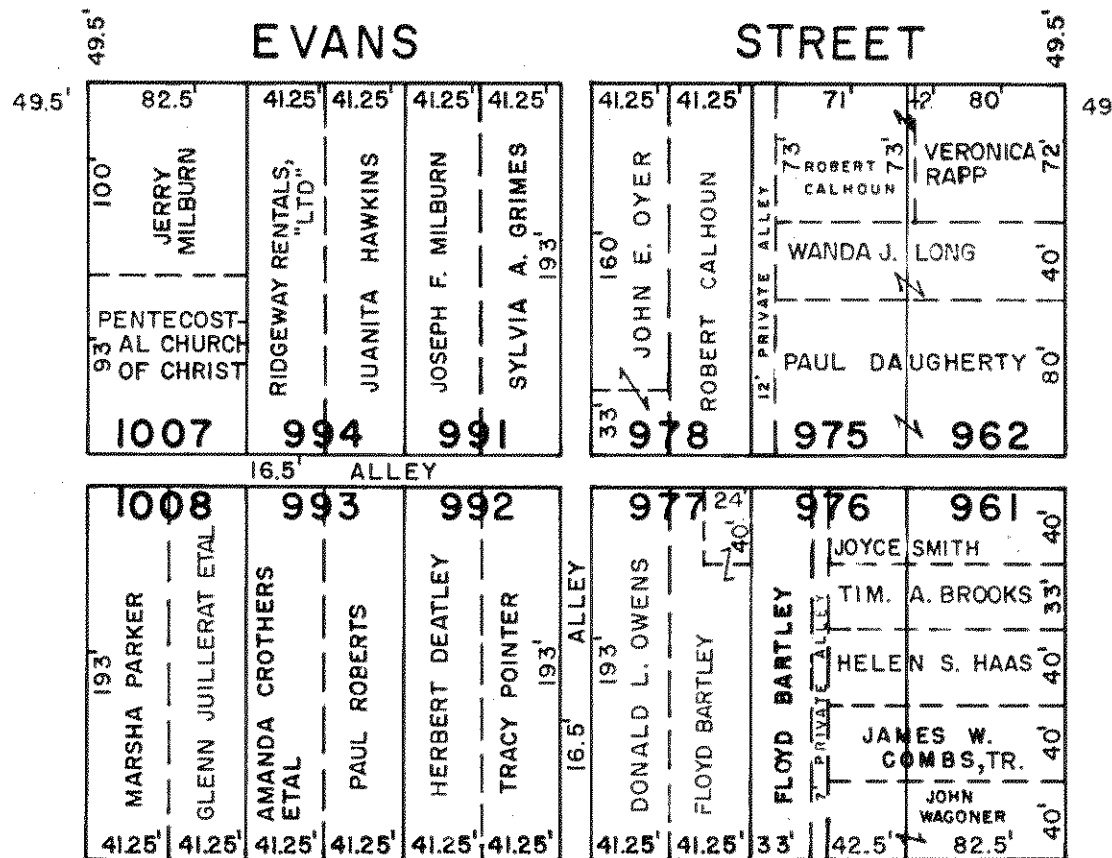 EVANS STREET
49.5' 49.5'
49.5' 82.5' 41.25' 41.25' 41.25' 41.25' 41.25' 41.25' 71' 12' 80' 49
100'
JERRY
MILBURN
93'
PENTECOST-
AL CHURCH
OF CHRIST
1007
RIDGEWAY RENTALS,
"LTD"
994
JUANITA HAWKINS
JOSEPH F. MILBURN
991
SYLVIA A. GRIMES
193'
160'
JOHN E. OYER
33'
978
ROBERT CALHOUN
12' PRIVATE ALLEY
73'
ROBERT
CALHOUN
73'
VERONICA
RAPP
72'
WANDA J. LONG
40'
PAUL DAUGHERTY
80'
975 962
16.5' ALLEY
1008 993 992 977 976 961
193'
MARSHA PARKER
GLENN JUILLERAT ETAL
AMANDA CROTHERS
ETAL
PAUL ROBERTS
HERBERT DEATLEY
TRACY POINTER
193'
16.5' ALLEY
193'
DONALD L. OWENS
24'
40'
FLOYD BARTLEY
FLOYD BARTLEY
7' PRIVATE ALLEY
JOYCE SMITH
40'
TIM. A. BROOKS
33'
HELEN S. HAAS
40'
JAMES W.
COMBS, TR.
40'
JOHN
WAGONER
40'
41.25' 41.25' 41.25' 41.25' 41.25' 41.25' 41.25' 41.25' 33' 42.5' 82.5'